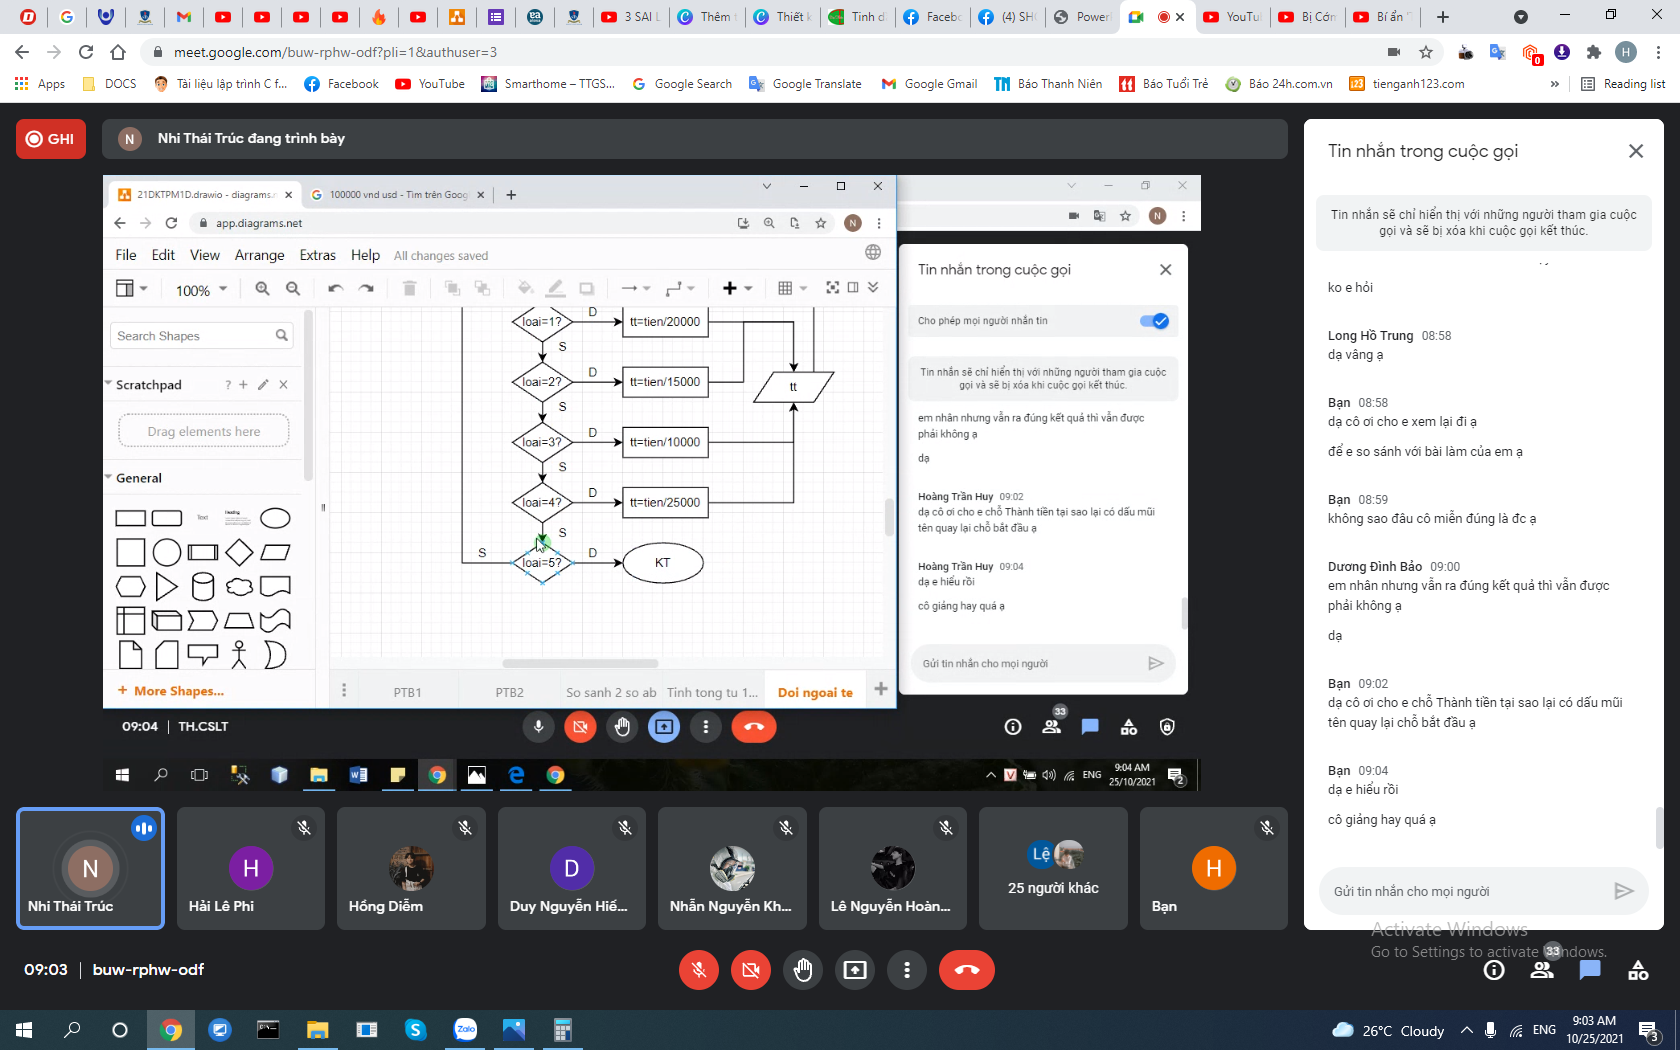 3 SAI L
Thêm t
Thiết k
Tinh dầ
Facebo
(4) SH
Power
YouTu
Bị Cớn
Bí ẩn "
meet.google.com/buw-rphw-odf?pli=1&authuser=3
H
Apps
DOCS
Tài liệu lập trình C f...
Facebook
YouTube
Smarthome – TTGS...
Google Search
Google Translate
Google Gmail
Báo Thanh Niên
Báo Tuổi Trẻ
Báo 24h.com.vn
tienganh123.com
»
Reading list
GHI
N
Nhi Thái Trúc đang trình bày
21DKTPM1D.drawio - diagrams.n
100000 vnd usd - Tìm trên Goog
app.diagrams.net
N
File Edit View Arrange Extras Help All changes saved
100%
Search Shapes
Scratchpad
Drag elements here
General
Text
Heading
+ More Shapes...
loai=1?
D
tt=tien/20000
S
loai=2?
D
tt=tien/15000
tt
S
loai=3?
D
tt=tien/10000
S
loai=4?
D
tt=tien/25000
S
S
loai=5?
D
KT
PTB1
PTB2
So sanh 2 so ab
Tinh tong tu 1...
Doi ngoai te
N
Tin nhắn trong cuộc gọi
Cho phép mọi người nhắn tin
Tin nhắn sẽ chỉ hiển thị với những người tham gia cuộc
gọi và sẽ bị xóa khi cuộc gọi kết thúc.
em nhân nhưng vẫn ra đúng kết quả thì vẫn được
phải không ạ
dạ
Hoàng Trần Huy 09:02
dạ cô ơi cho e chỗ Thành tiền tại sao lại có dấu mũi
tên quay lại chỗ bắt đầu ạ
Hoàng Trần Huy 09:04
dạ e hiểu rồi
cô giảng hay quá ạ
Gửi tin nhắn cho mọi người
09:04 | TH.CSLT
33
ENG
9:04 AM
25/10/2021
2
Tin nhắn trong cuộc gọi
Tin nhắn sẽ chỉ hiển thị với những người tham gia cuộc
gọi và sẽ bị xóa khi cuộc gọi kết thúc.
ko e hỏi
Long Hồ Trung 08:58
dạ vâng ạ
Bạn 08:58
dạ cô ơi cho e xem lại đi ạ
để e so sánh với bài làm của em ạ
Bạn 08:59
không sao đâu cô miễn đúng là đc ạ
Dương Đình Bảo 09:00
em nhân nhưng vẫn ra đúng kết quả thì vẫn được
phải không ạ
dạ
Bạn 09:02
dạ cô ơi cho e chỗ Thành tiền tại sao lại có dấu mũi
tên quay lại chỗ bắt đầu ạ
Bạn 09:04
dạ e hiểu rồi
cô giảng hay quá ạ
Gửi tin nhắn cho mọi người
N
Nhi Thái Trúc
H
Hải Lê Phi
Hồng Diễm
D
Duy Nguyễn Hiế...
Nhẫn Nguyễn Kh...
Lê Nguyễn Hoàn...
Lệ
25 người khác
H
Bạn
Activate Windows
Go to Settings to activate Windows.
09:03 | buw-rphw-odf
33
Zalo
26°C Cloudy
ENG
9:03 AM
10/25/2021
3